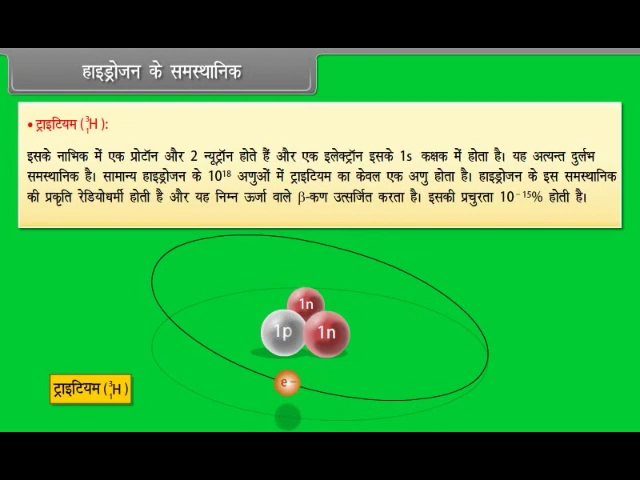 हाइड्रोजन के समस्थानिक
• ट्राइटियम (³₁H):
इसके नाभिक में एक प्रोटॉन और 2 न्यूट्रॉन होते हैं और एक इलेक्ट्रॉन इसके 1s कक्षक में होता है। यह अत्यन्त दुर्लभ
समस्थानिक है। सामान्य हाइड्रोजन के 10¹⁸ अणुओं में ट्राइटियम का केवल एक अणु होता है। हाइड्रोजन के इस समस्थानिक
की प्रकृति रेडियोधर्मी होती है और यह निम्न ऊर्जा वाले β-कण उत्सर्जित करता है। इसकी प्रचुरता 10⁻¹⁵% होती है।
1n
1p
1n
e−
ट्राइटियम (³₁H)